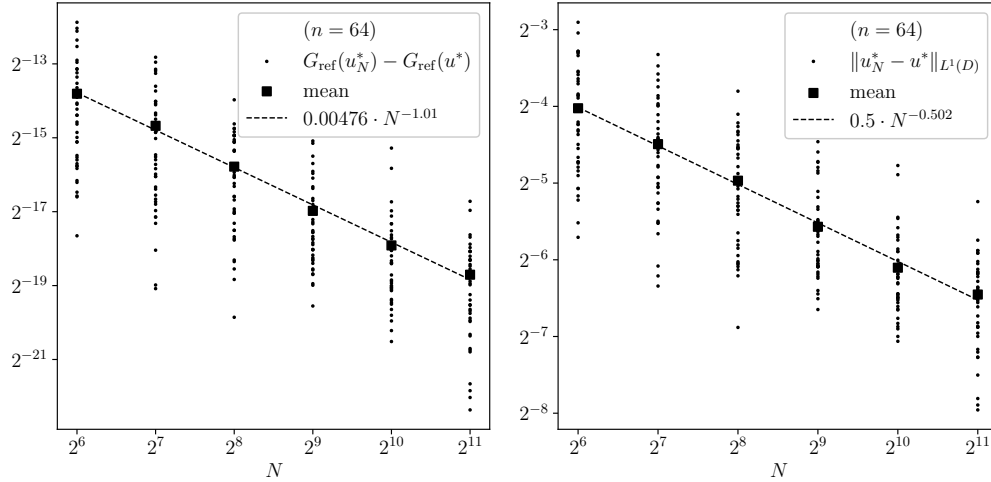 (n = 64)
G_ref(u*_N) − G_ref(u*)
mean
0.00476 · N^−1.01
2^−13
2^−15
2^−17
2^−19
2^−21
2^6 2^7 2^8 2^9 2^10 2^11
N
(n = 64)
‖u*_N − u*‖_L^1(D)
mean
0.5 · N^−0.502
2^−3
2^−4
2^−5
2^−6
2^−7
2^−8
2^6 2^7 2^8 2^9 2^10 2^11
N